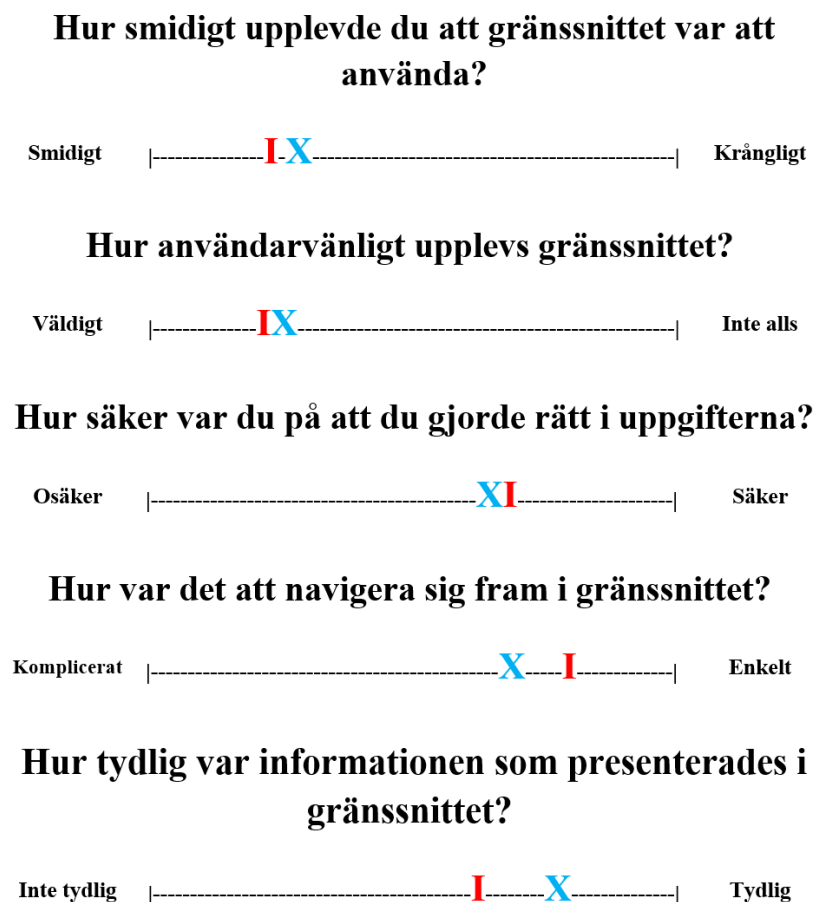 Hur smidigt upplevde du att gränssnittet var att
använda?
Smidigt |---------------I-X-------------------------------------------------| Krångligt
Hur användarvänligt upplevs gränssnittet?
Väldigt |--------------IX---------------------------------------------------| Inte alls
Hur säker var du på att du gjorde rätt i uppgifterna?
Osäker |--------------------------------------------XI---------------------| Säker
Hur var det att navigera sig fram i gränssnittet?
Komplicerat |-----------------------------------------------X-----I-------------| Enkelt
Hur tydlig var informationen som presenterades i
gränssnittet?
Inte tydlig |-------------------------------------------I--------X--------------| Tydlig